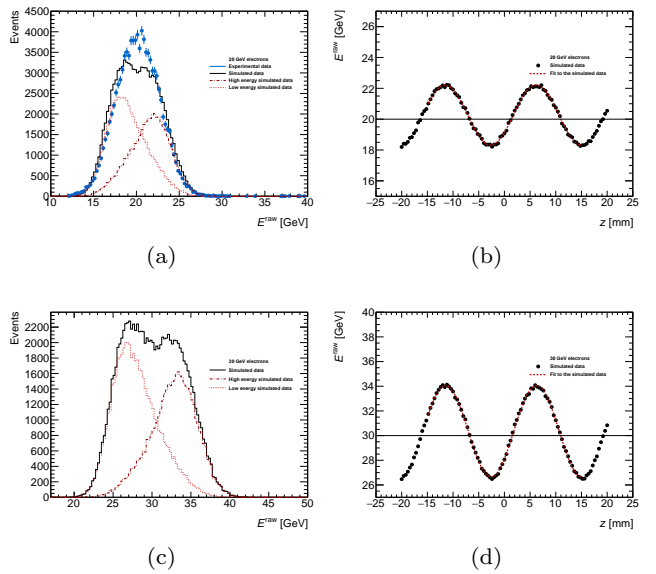 Events
4500
4000
3500
3000
2500
2000
1500
1000
500
0
20 GeV electrons
Experimental data
Simulated data
High energy simulated data
Low energy simulated data
10 15 20 25 30 35 40
E^raw [GeV]
(a)
E^raw [GeV]
26
24
22
20
18
16
20 GeV electrons
Simulated data
Fit to the simulated data
−25 −20 −15 −10 −5 0 5 10 15 20 25
z [mm]
(b)
Events
2200
2000
1800
1600
1400
1200
1000
800
600
400
200
0
30 GeV electrons
Simulated data
High energy simulated data
Low energy simulated data
20 25 30 35 40 45 50
E^raw [GeV]
(c)
E^raw [GeV]
40
38
36
34
32
30
28
26
30 GeV electrons
Simulated data
Fit to the simulated data
−25 −20 −15 −10 −5 0 5 10 15 20 25
z [mm]
(d)